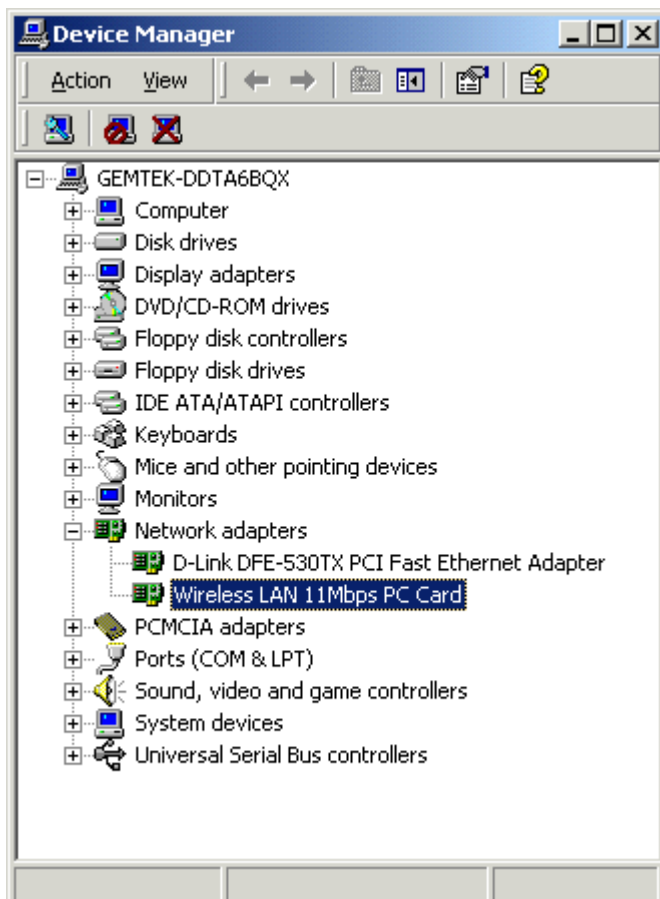 Device Manager
Action View
GEMTEK-DDTA6BQX
Computer
Disk drives
Display adapters
DVD/CD-ROM drives
Floppy disk controllers
Floppy disk drives
IDE ATA/ATAPI controllers
Keyboards
Mice and other pointing devices
Monitors
Network adapters
D-Link DFE-530TX PCI Fast Ethernet Adapter
Wireless LAN 11Mbps PC Card
PCMCIA adapters
Ports (COM & LPT)
Sound, video and game controllers
System devices
Universal Serial Bus controllers